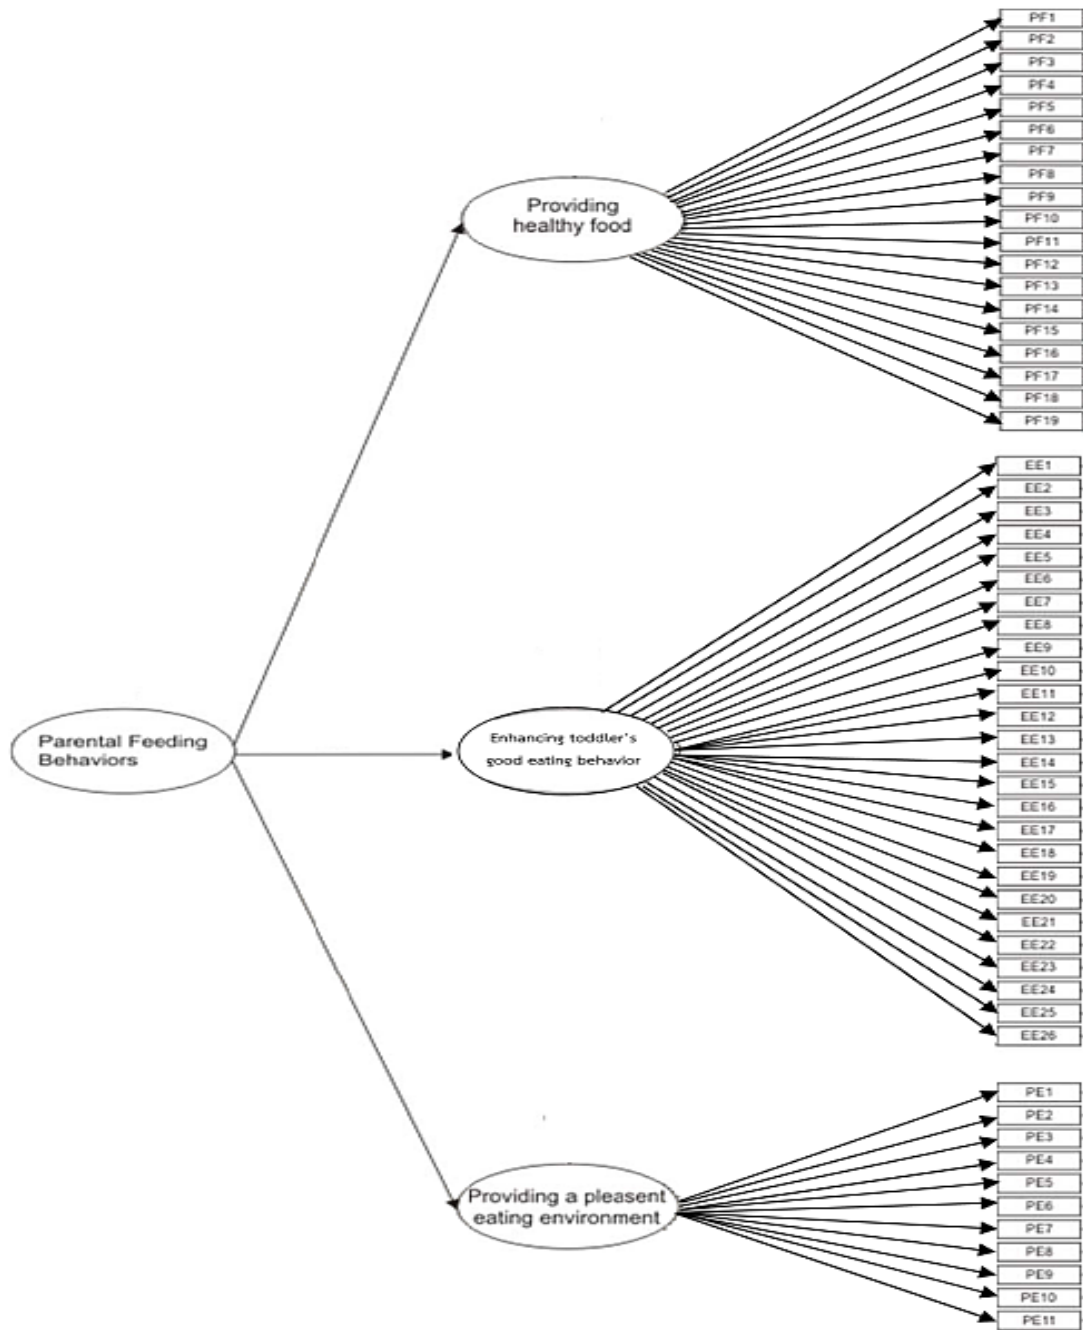 PF1
PF2
PF3
PF4
PF5
PF6
PF7
PF8
PF9
PF10
PF11
PF12
PF13
PF14
PF15
PF16
PF17
PF18
PF19
Providing
healthy food
EE1
EE2
EE3
EE4
EE5
EE6
EE7
EE8
EE9
EE10
EE11
EE12
EE13
EE14
EE15
EE16
EE17
EE18
EE19
EE20
EE21
EE22
EE23
EE24
EE25
EE26
Parental Feeding
Behaviors
Enhancing toddler's
good eating behavior
PE1
PE2
PE3
PE4
PE5
PE6
PE7
PE8
PE9
PE10
PE11
Providing a pleasent
eating environment